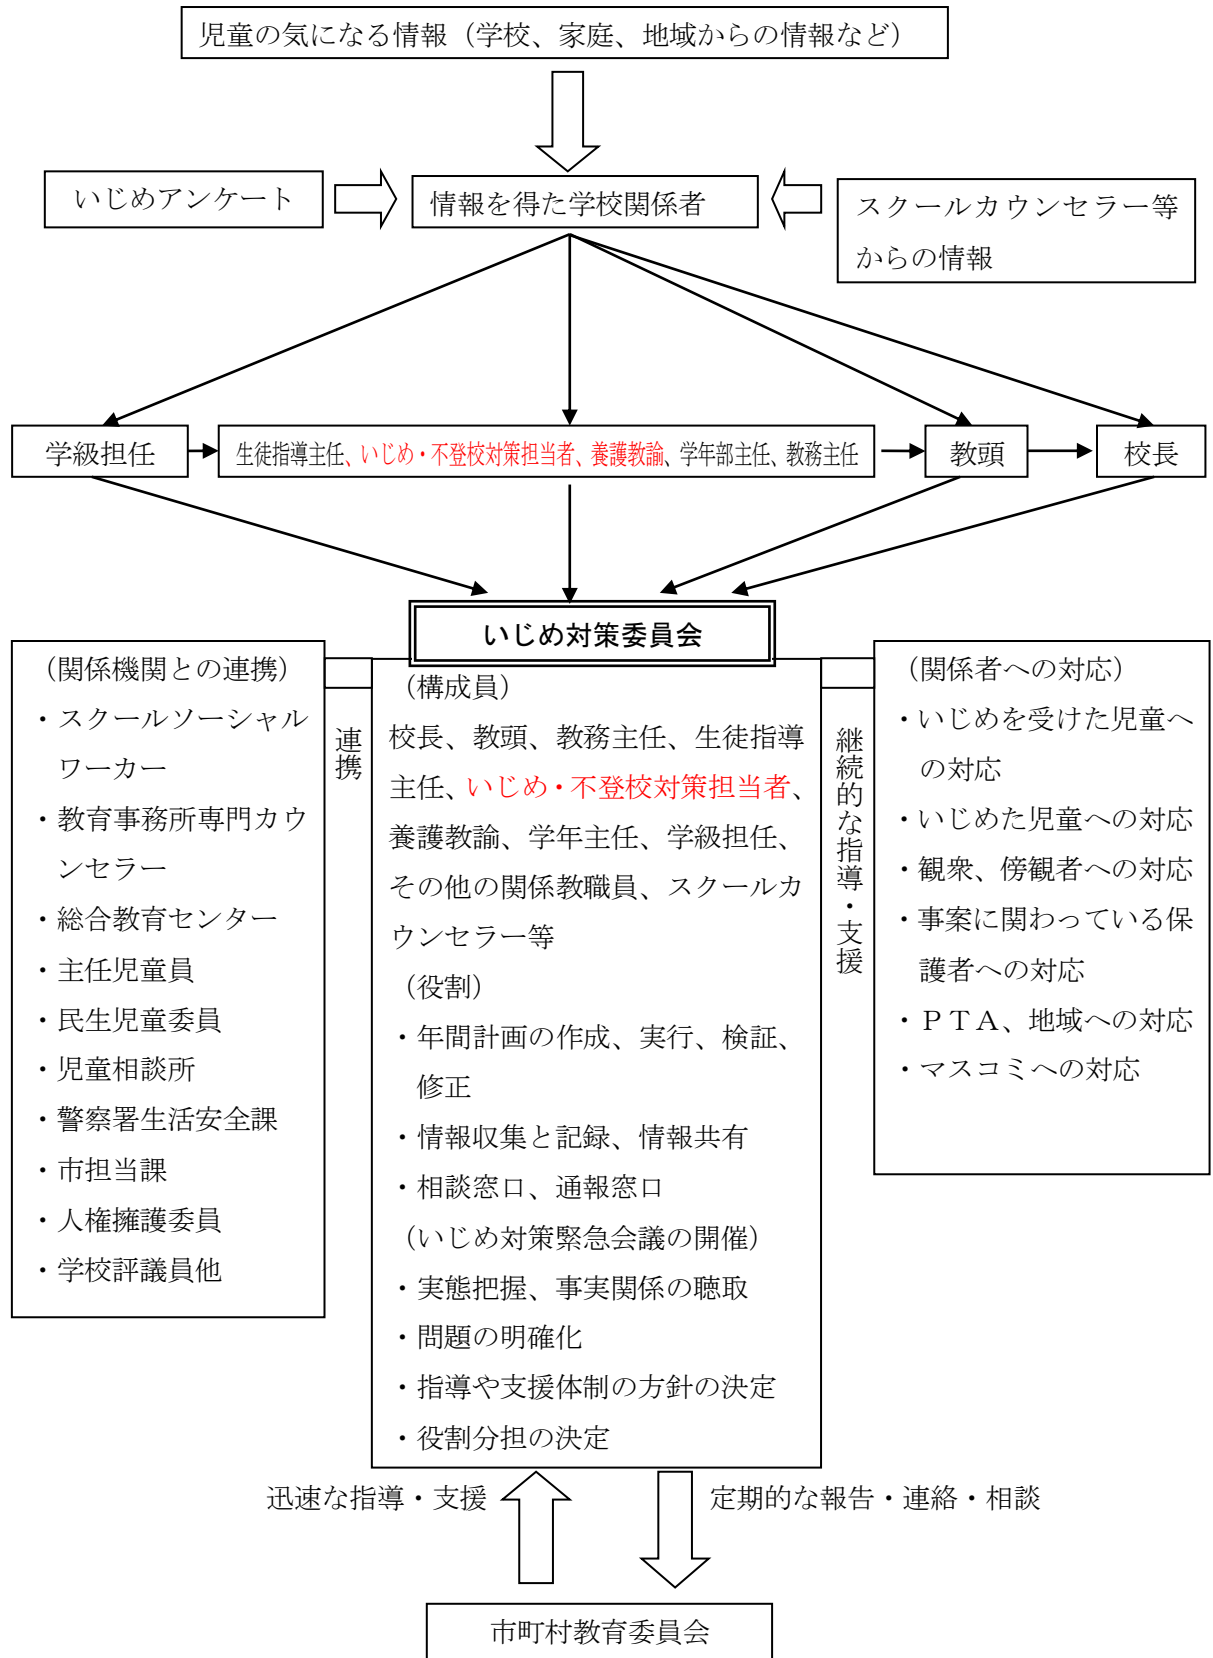 児童の気になる情報（学校、家庭、地域からの情報など）
いじめアンケート
情報を得た学校関係者
スクールカウンセラー等
からの情報
学級担任
生徒指導主任、いじめ・不登校対策担当者、養護教諭、学年部主任、教務主任
教頭
校長
いじめ対策委員会
（関係機関との連携）
・スクールソーシャル
ワーカー
・教育事務所専門カウ
ンセラー
・総合教育センター
・主任児童員
・民生児童委員
・児童相談所
・警察署生活安全課
・市担当課
・人権擁護委員
・学校評議員他
連携
（構成員）
校長、教頭、教務主任、生徒指導
主任、いじめ・不登校対策担当者、
養護教諭、学年主任、学級担任、
その他の関係教職員、スクールカ
ウンセラー等
（役割）
・年間計画の作成、実行、検証、
修正
・情報収集と記録、情報共有
・相談窓口、通報窓口
（いじめ対策緊急会議の開催）
・実態把握、事実関係の聴取
・問題の明確化
・指導や支援体制の方針の決定
・役割分担の決定
継続的な指導・支援
（関係者への対応）
・いじめを受けた児童へ
の対応
・いじめた児童への対応
・観衆、傍観者への対応
・事案に関わっている保
護者への対応
・ＰＴＡ、地域への対応
・マスコミへの対応
迅速な指導・支援
定期的な報告・連絡・相談
市町村教育委員会